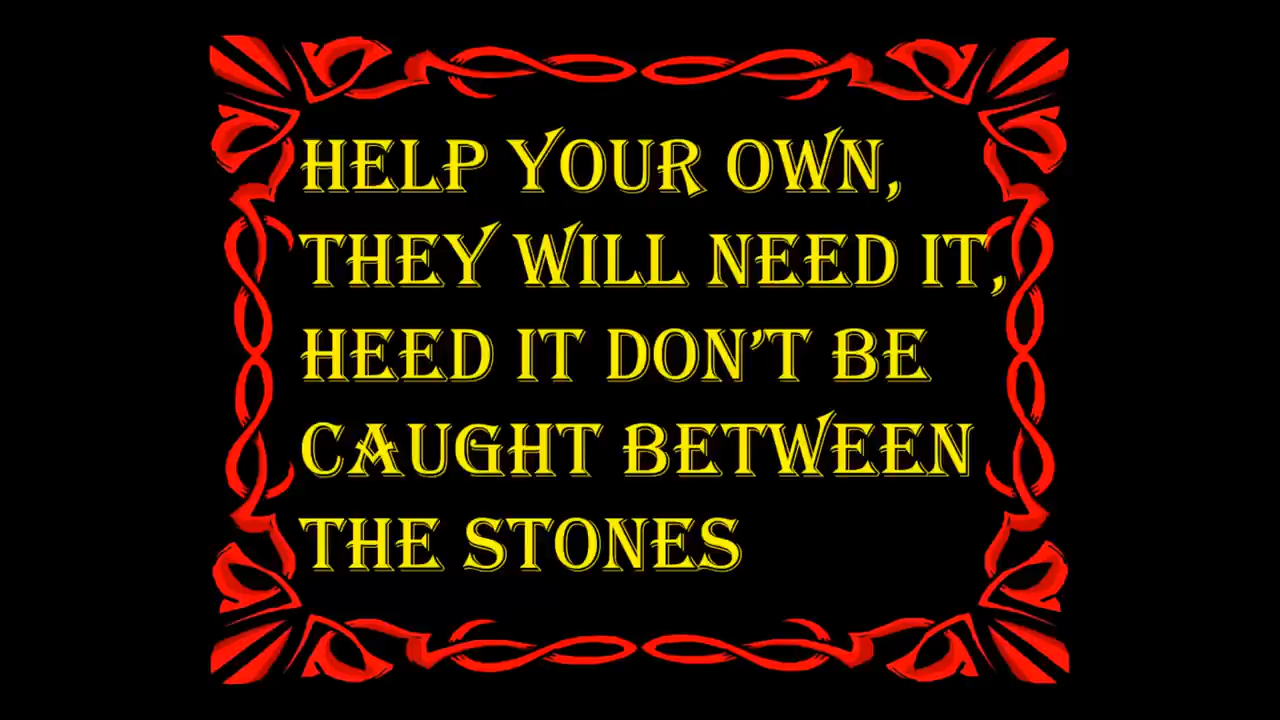 HELP YOUR OWN,
THEY WILL NEED IT,
HEED IT DON'T BE
CAUGHT BETWEEN
THE STONES